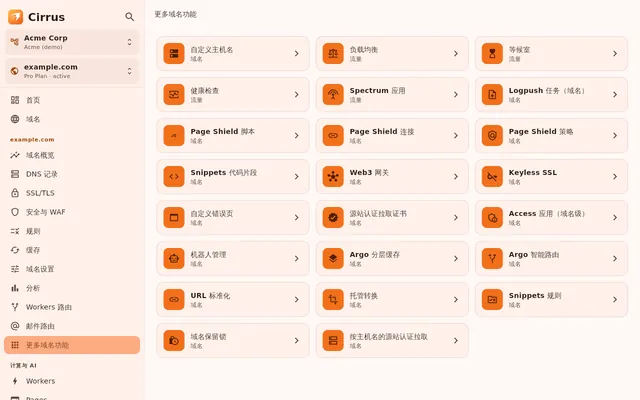 Cirrus
Acme Corp
Acme (demo)
example.com
Pro Plan · active
首页
域名
example.com
域名概览
DNS 记录
SSL/TLS
安全与 WAF
规则
缓存
域名设置
分析
Workers 路由
邮件路由
更多域名功能
计算与 AI
Workers
Pages
更多域名功能
自定义主机名
域名
负载均衡
流量
等候室
流量
健康检查
流量
Spectrum 应用
流量
Logpush 任务（域名）
域名
Page Shield 脚本
域名
Page Shield 连接
域名
Page Shield 策略
域名
Snippets 代码片段
域名
Web3 网关
域名
Keyless SSL
域名
自定义错误页
域名
源站认证拉取证书
域名
Access 应用（域名级）
域名
机器人管理
域名
Argo 分层缓存
域名
Argo 智能路由
域名
URL 标准化
域名
托管转换
域名
Snippets 规则
域名
域名保留锁
域名
按主机名的源站认证拉取
域名